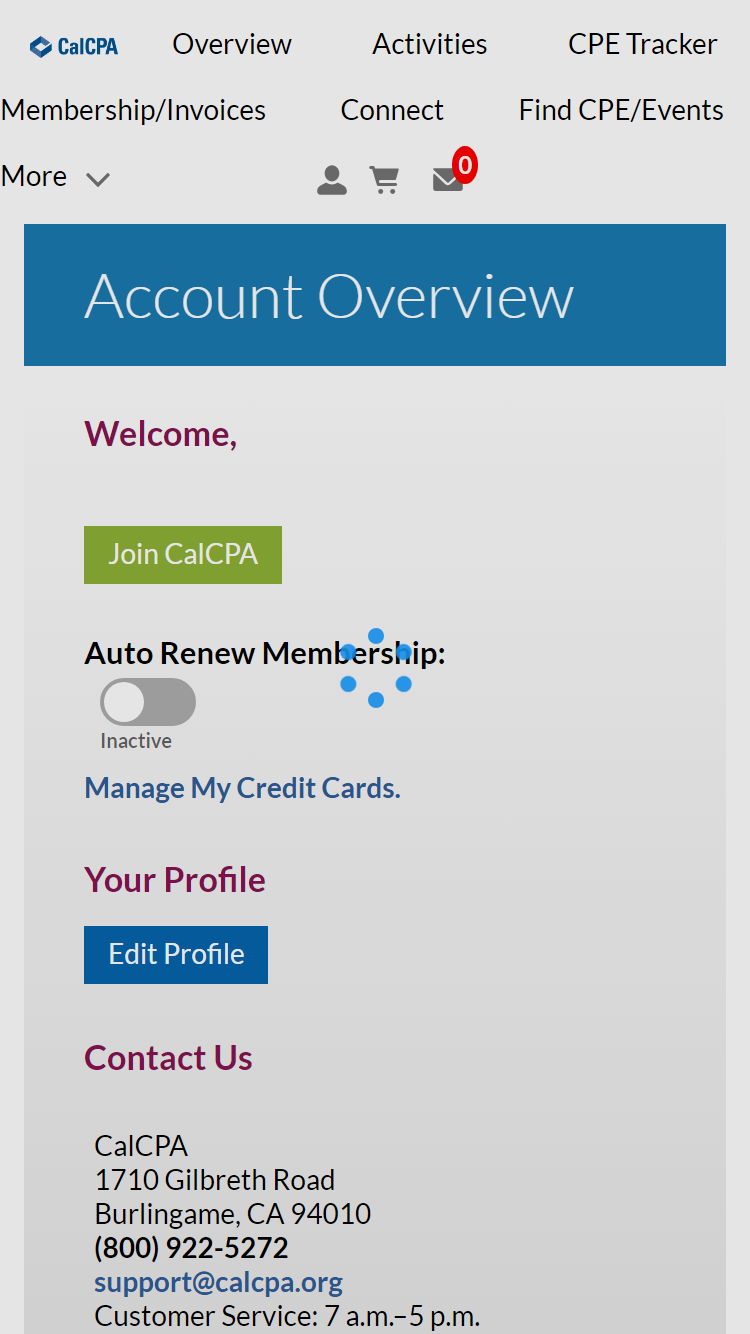 CalCPA Overview Activities CPE Tracker
Membership/Invoices Connect Find CPE/Events
More 0
Account Overview
Welcome,
Join CalCPA
Auto Renew Membership:
Inactive
Manage My Credit Cards.
Your Profile
Edit Profile
Contact Us
CalCPA
1710 Gilbreth Road
Burlingame, CA 94010
(800) 922-5272
support@calcpa.org
Customer Service: 7 a.m.–5 p.m.